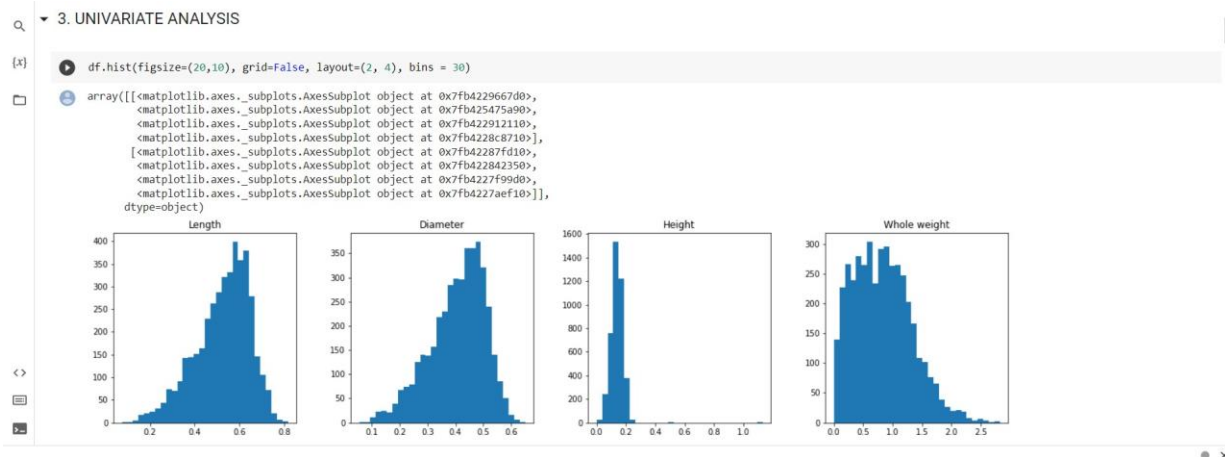 3. UNIVARIATE ANALYSIS
{x}
df.hist(figsize=(20,10), grid=False, layout=(2, 4), bins = 30)
array([[<matplotlib.axes._subplots.AxesSubplot object at 0x7fb4229667d0>,
<matplotlib.axes._subplots.AxesSubplot object at 0x7fb425475a90>,
<matplotlib.axes._subplots.AxesSubplot object at 0x7fb422912110>,
<matplotlib.axes._subplots.AxesSubplot object at 0x7fb4228c8710>],
[<matplotlib.axes._subplots.AxesSubplot object at 0x7fb42287fd10>,
<matplotlib.axes._subplots.AxesSubplot object at 0x7fb422842350>,
<matplotlib.axes._subplots.AxesSubplot object at 0x7fb4227f99d0>,
<matplotlib.axes._subplots.AxesSubplot object at 0x7fb4227aef10>]],
dtype=object)
Length
400
350
300
250
200
150
100
50
0
0.2 0.4 0.6 0.8
Diameter
350
300
250
200
150
100
50
0
0.1 0.2 0.3 0.4 0.5 0.6
Height
1600
1400
1200
1000
800
600
400
200
0
0.0 0.2 0.4 0.6 0.8 1.0
Whole weight
300
250
200
150
100
50
0
0.0 0.5 1.0 1.5 2.0 2.5